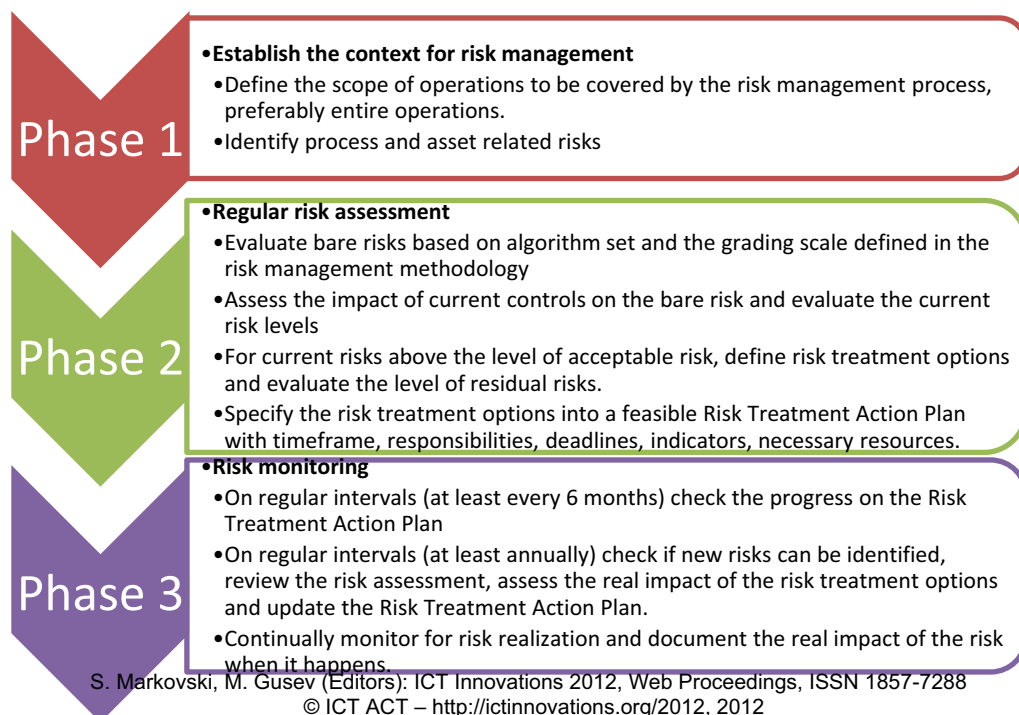 Phase 1
•Establish the context for risk management
•Define the scope of operations to be covered by the risk management process,
preferably entire operations.
•Identify process and asset related risks
Phase 2
•Regular risk assessment
•Evaluate bare risks based on algorithm set and the grading scale defined in the
risk management methodology
•Assess the impact of current controls on the bare risk and evaluate the current
risk levels
•For current risks above the level of acceptable risk, define risk treatment options
and evaluate the level of residual risks.
•Specify the risk treatment options into a feasible Risk Treatment Action Plan
with timeframe, responsibilities, deadlines, indicators, necessary resources.
Phase 3
•Risk monitoring
•On regular intervals (at least every 6 months) check the progress on the Risk
Treatment Action Plan
•On regular intervals (at least annually) check if new risks can be identified,
review the risk assessment, assess the real impact of the risk treatment options
and update the Risk Treatment Action Plan.
•Continually monitor for risk realization and document the real impact of the risk
when it happens.
S. Markovski, M. Gusev (Editors): ICT Innovations 2012, Web Proceedings, ISSN 1857-7288
© ICT ACT – http://ictinnovations.org/2012, 2012